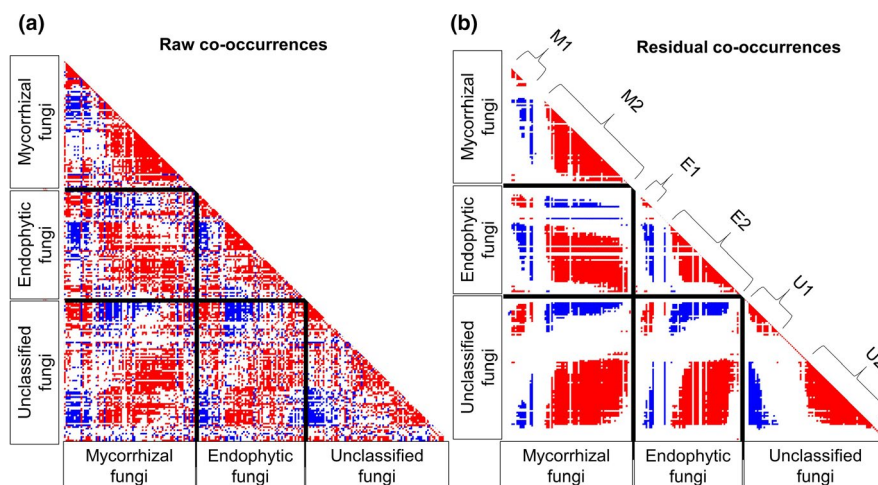 (a)
Raw co-occurrences
Mycorrhizal
fungi
Endophytic
fungi
Unclassified
fungi
Mycorrhizal
fungi
Endophytic
fungi
Unclassified
fungi
(b)
Residual co-occurrences
M1
M2
E1
E2
U1
U2
Mycorrhizal
fungi
Endophytic
fungi
Unclassified
fungi
Mycorrhizal
fungi
Endophytic
fungi
Unclassified
fungi